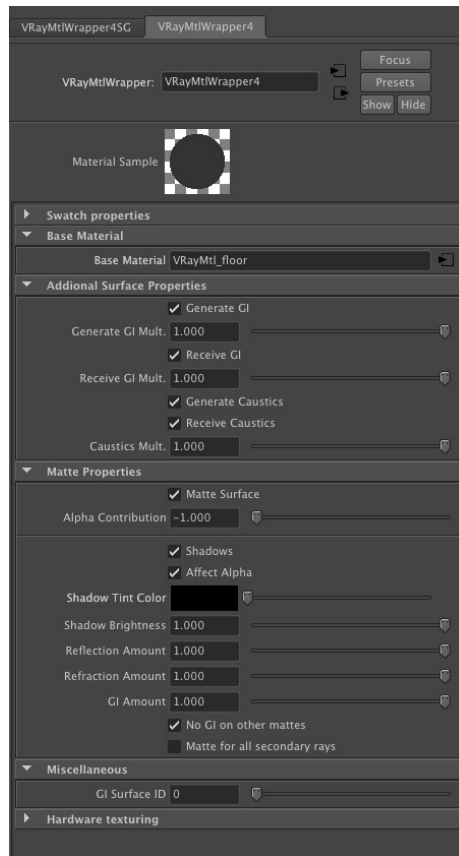 VRayMtlWrapper4SG VRayMtlWrapper4
Focus
VRayMtlWrapper: VRayMtlWrapper4 Presets
Show Hide
Material Sample
Swatch properties
Base Material
Base Material VRayMtl_floor
Addional Surface Properties
Generate GI
Generate GI Mult. 1.000
Receive GI
Receive GI Mult. 1.000
Generate Caustics
Receive Caustics
Caustics Mult. 1.000
Matte Properties
Matte Surface
Alpha Contribution -1.000
Shadows
Affect Alpha
Shadow Tint Color
Shadow Brightness 1.000
Reflection Amount 1.000
Refraction Amount 1.000
GI Amount 1.000
No GI on other mattes
Matte for all secondary rays
Miscellaneous
GI Surface ID 0
Hardware texturing